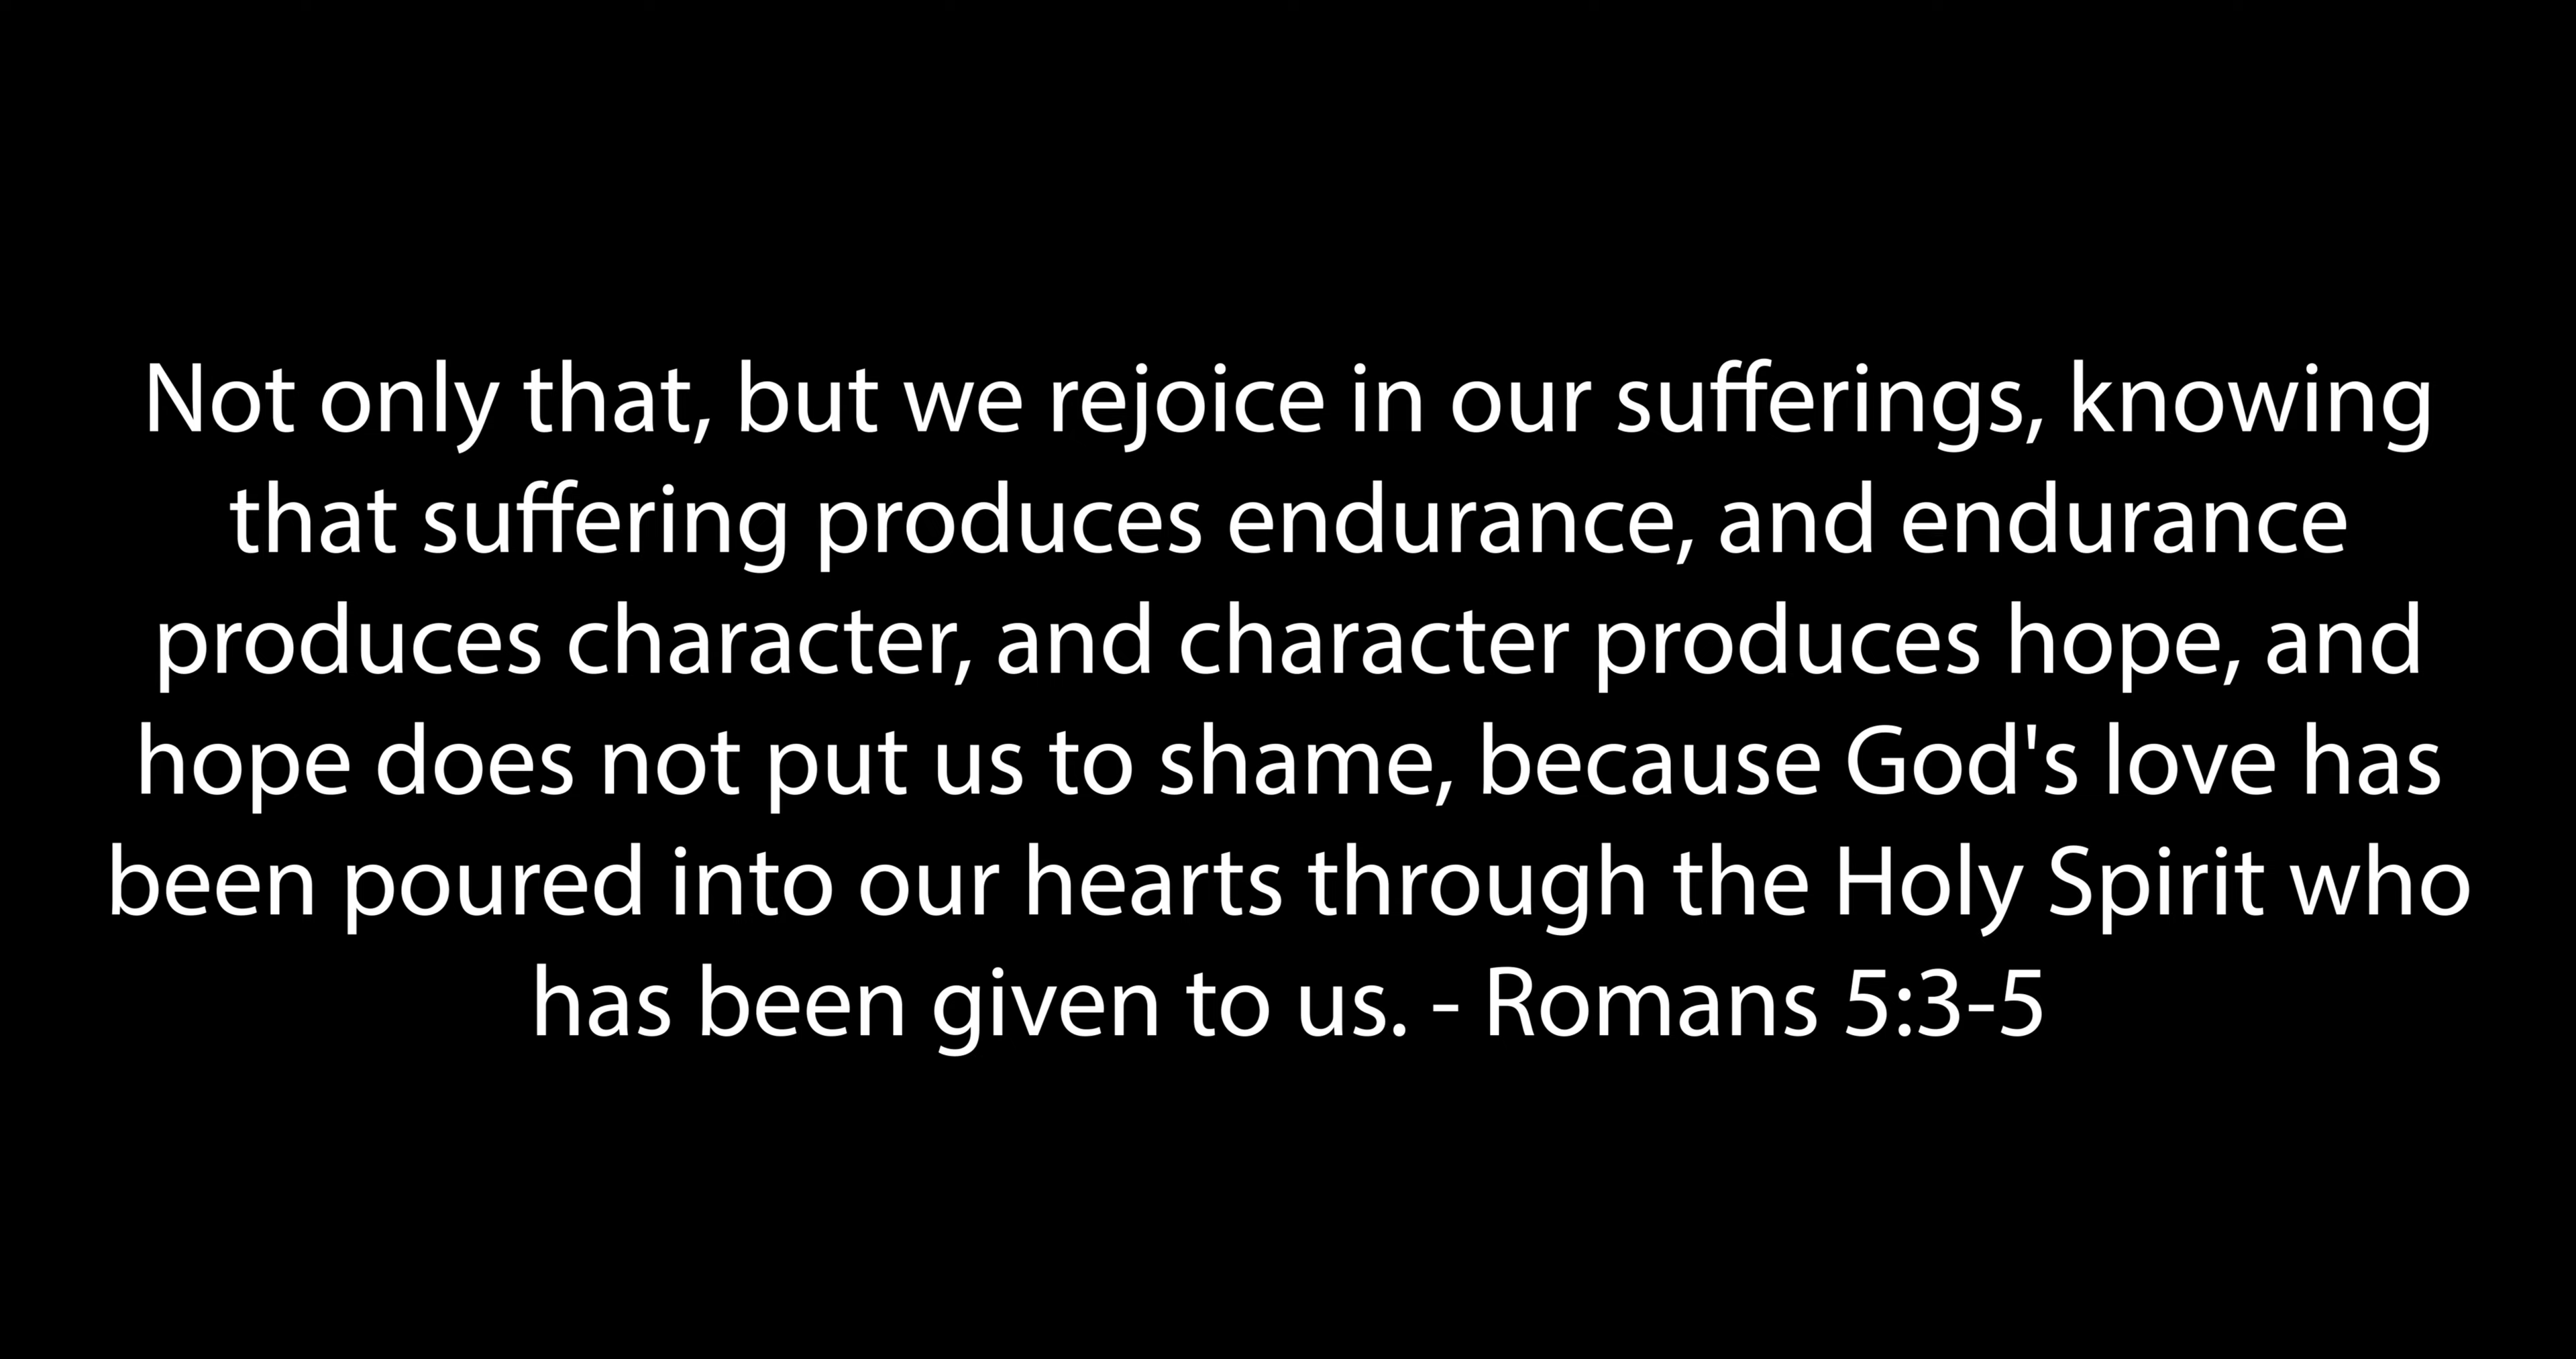 Not only that, but we rejoice in our sufferings, knowing
that suffering produces endurance, and endurance
produces character, and character produces hope, and
hope does not put us to shame, because God's love has
been poured into our hearts through the Holy Spirit who
has been given to us. - Romans 5:3-5